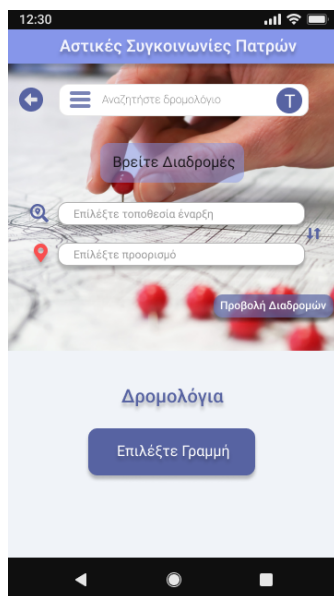 12:30
Αστικές Συγκοινωνίες Πατρών
Αναζητήστε δρομολόγιο
T
Βρείτε Διαδρομές
Επιλέξτε τοποθεσία έναρξη
Επιλέξτε προορισμό
Προβολή Διαδρομών
Δρομολόγια
Επιλέξτε Γραμμή